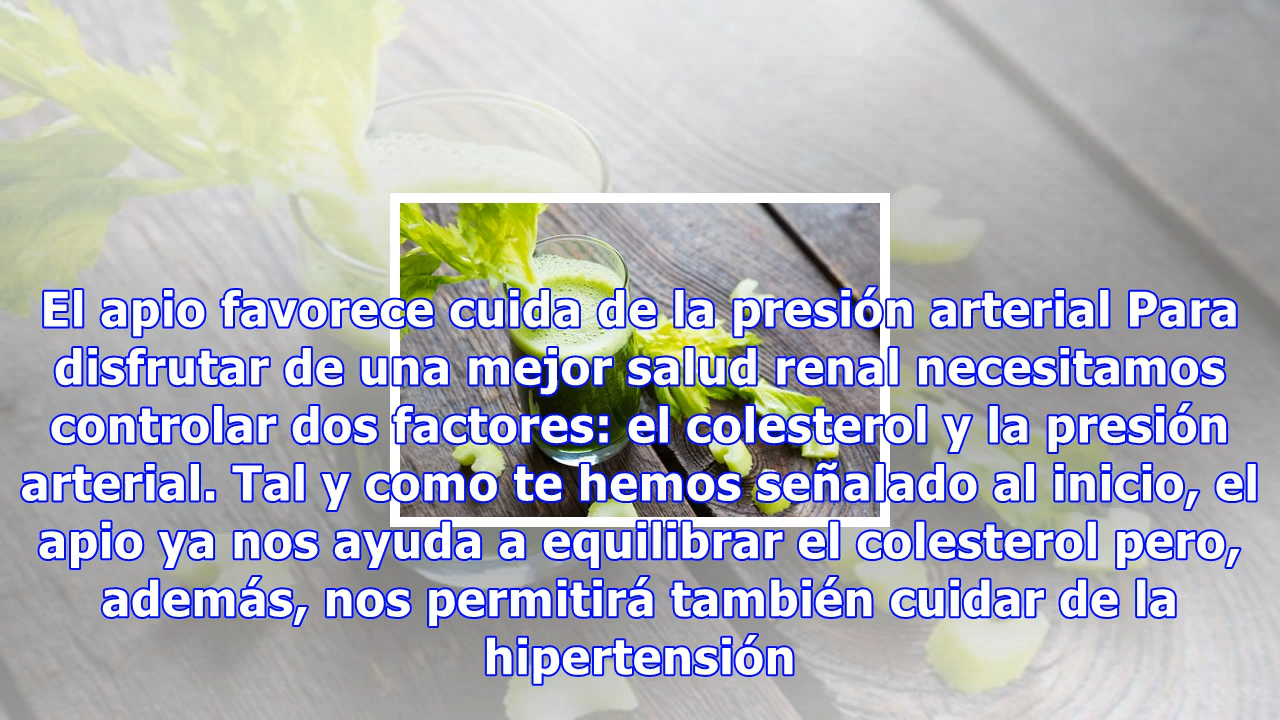 El apio favorece cuida de la presión arterial Para
disfrutar de una mejor salud renal necesitamos
controlar dos factores: el colesterol y la presión
arterial. Tal y como te hemos señalado al inicio, el
apio ya nos ayuda a equilibrar el colesterol pero,
además, nos permitirá también cuidar de la
hipertensión